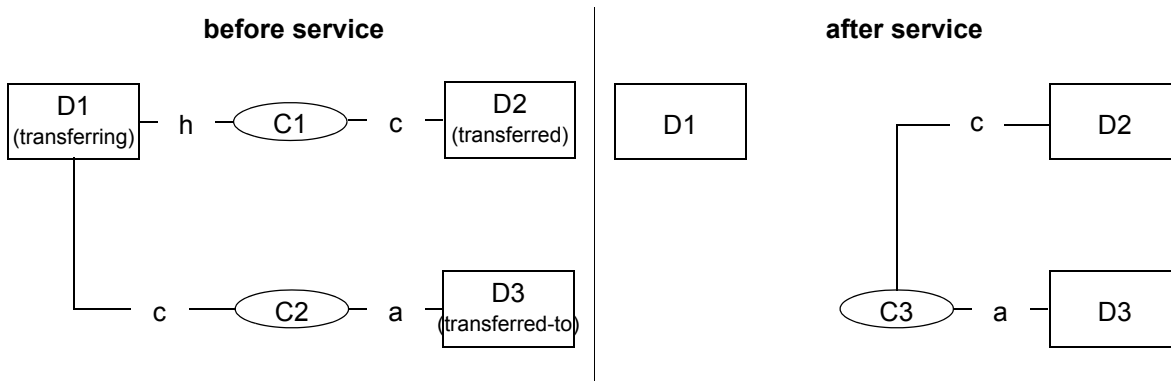 before service
after service
D1
(transferring)
h
C1
c
D2
(transferred)
D1
c
D2
c
C2
a
D3
(transferred-to)
C3
a
D3